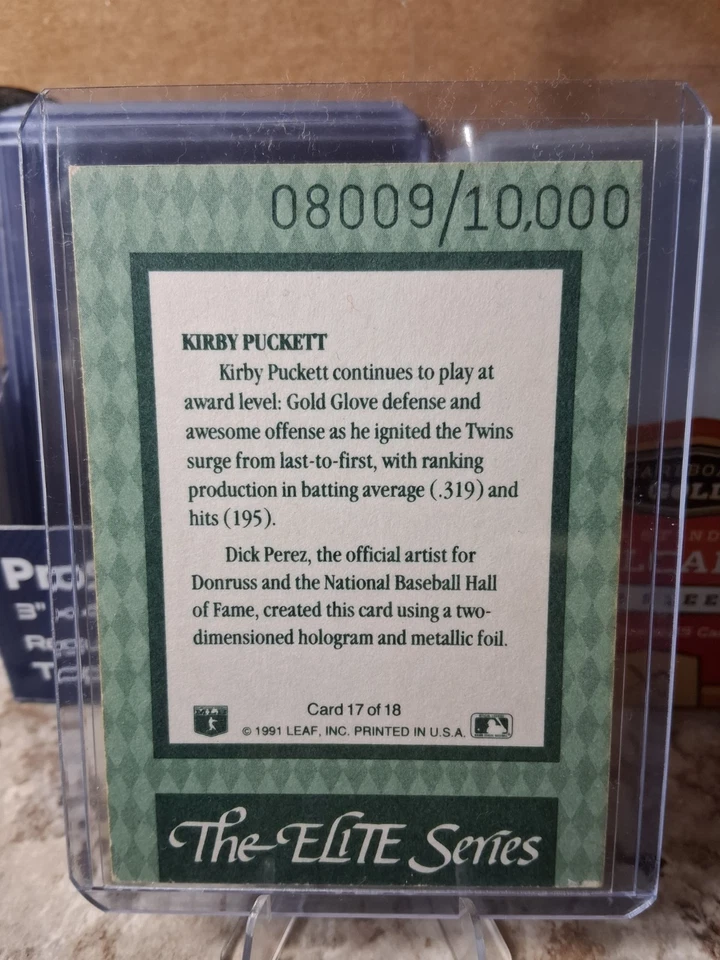 08009/10,000
KIRBY PUCKETT
Kirby Puckett continues to play at
award level: Gold Glove defense and
awesome offense as he ignited the Twins
surge from last-to-first, with ranking
production in batting average (.319) and
hits (195).
Dick Perez, the official artist for
Donruss and the National Baseball Hall
of Fame, created this card using a two-
dimensioned hologram and metallic foil.
Card 17 of 18
© 1991 LEAF, INC. PRINTED IN U.S.A.
The ELITE Series